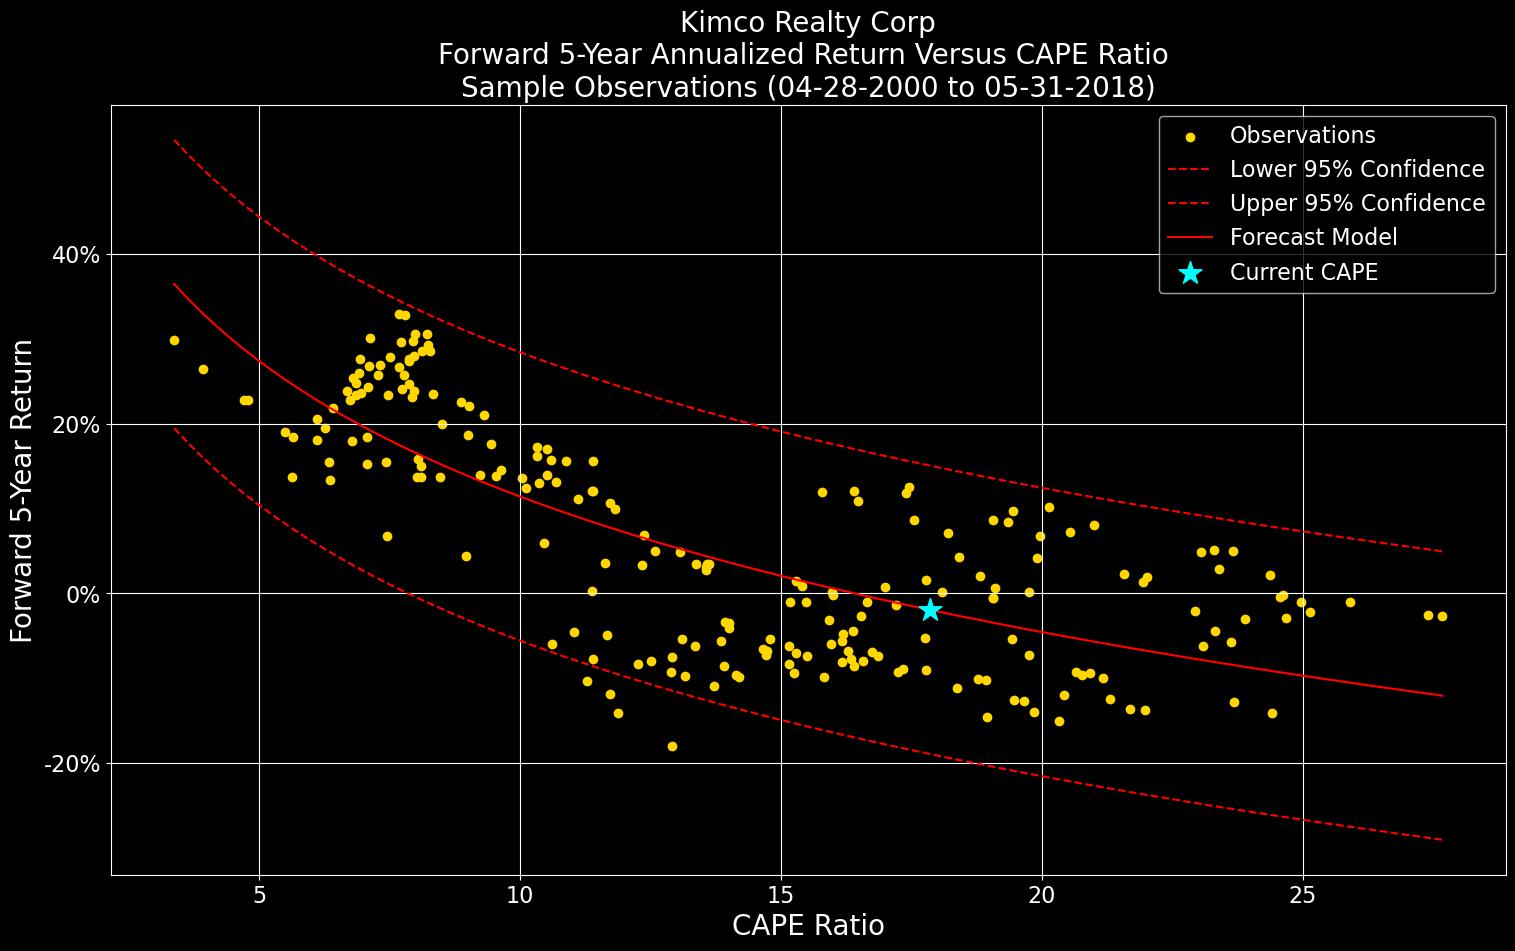 Kimco Realty Corp
Forward 5-Year Annualized Return Versus CAPE Ratio
Sample Observations (04-28-2000 to 05-31-2018)
Observations
Lower 95% Confidence
Upper 95% Confidence
Forecast Model
Current CAPE
Forward 5-Year Return
40%
20%
0%
-20%
5 10 15 20 25
CAPE Ratio